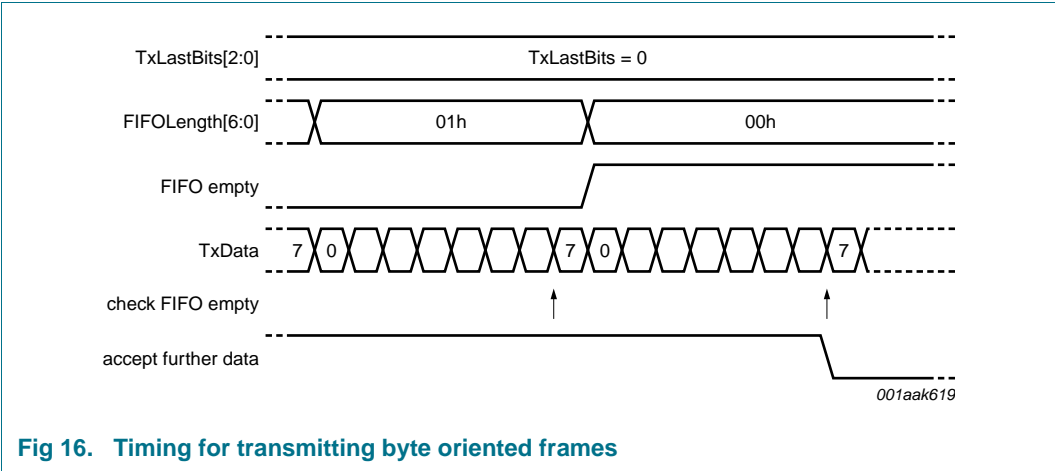 TxLastBits[2:0] TxLastBits = 0
FIFOLength[6:0] 01h 00h
FIFO empty
TxData 7 0 7 0 7
check FIFO empty
accept further data
001aak619
Fig 16. Timing for transmitting byte oriented frames